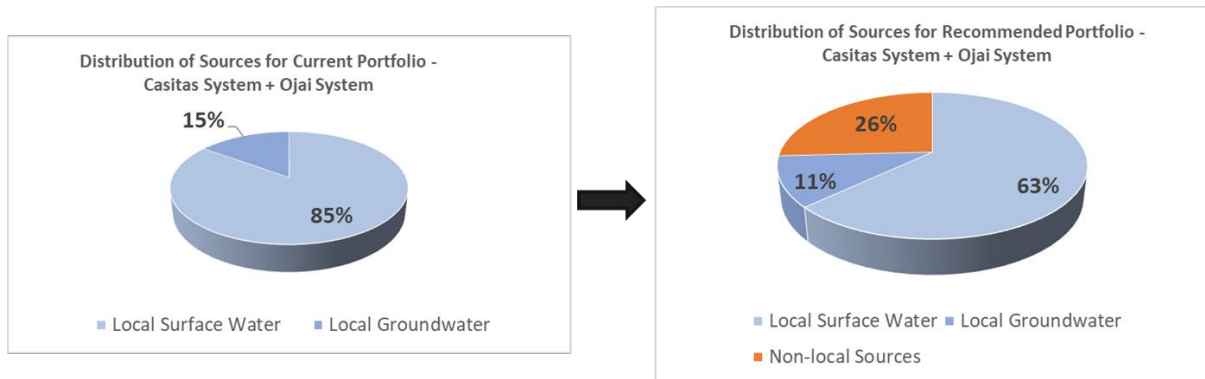 Distribution of Sources for Current Portfolio -
Casitas System + Ojai System
15%
85%
Local Surface Water
Local Groundwater
Distribution of Sources for Recommended Portfolio -
Casitas System + Ojai System
26%
11%
63%
Local Surface Water
Local Groundwater
Non-local Sources